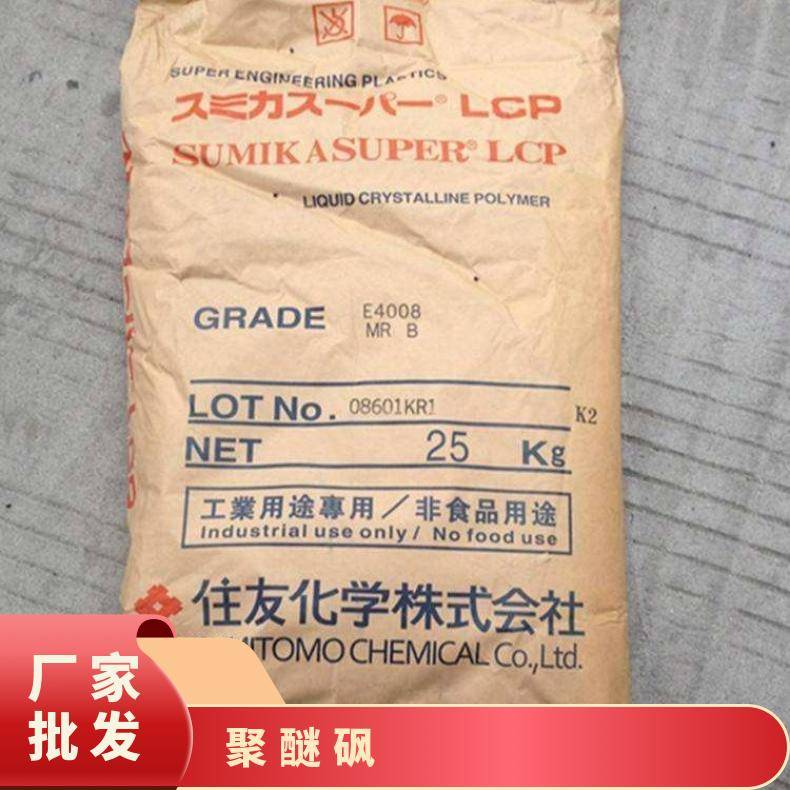 SUPER ENGINEERING PLASTICS
スミカスーパー® LCP
SUMIKASUPER® LCP
LIQUID CRYSTALLINE POLYMER
GRADE E4008
MR B
LOT No. 08601KR1 K2
NET 25 Kg
工業用途專用/非食品用途
Industrial use only / No food use
住友化学株式会社
MITOMO CHEMICAL Co.,Ltd.
厂家
批发
聚醚砜